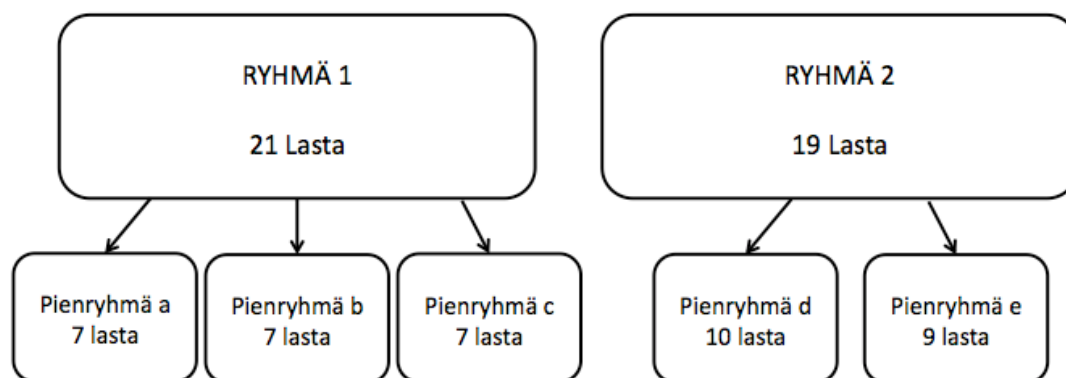 RYHMÄ 1
21 Lasta
RYHMÄ 2
19 Lasta
Pienryhmä a
7 lasta
Pienryhmä b
7 lasta
Pienryhmä c
7 lasta
Pienryhmä d
10 lasta
Pienryhmä e
9 lasta